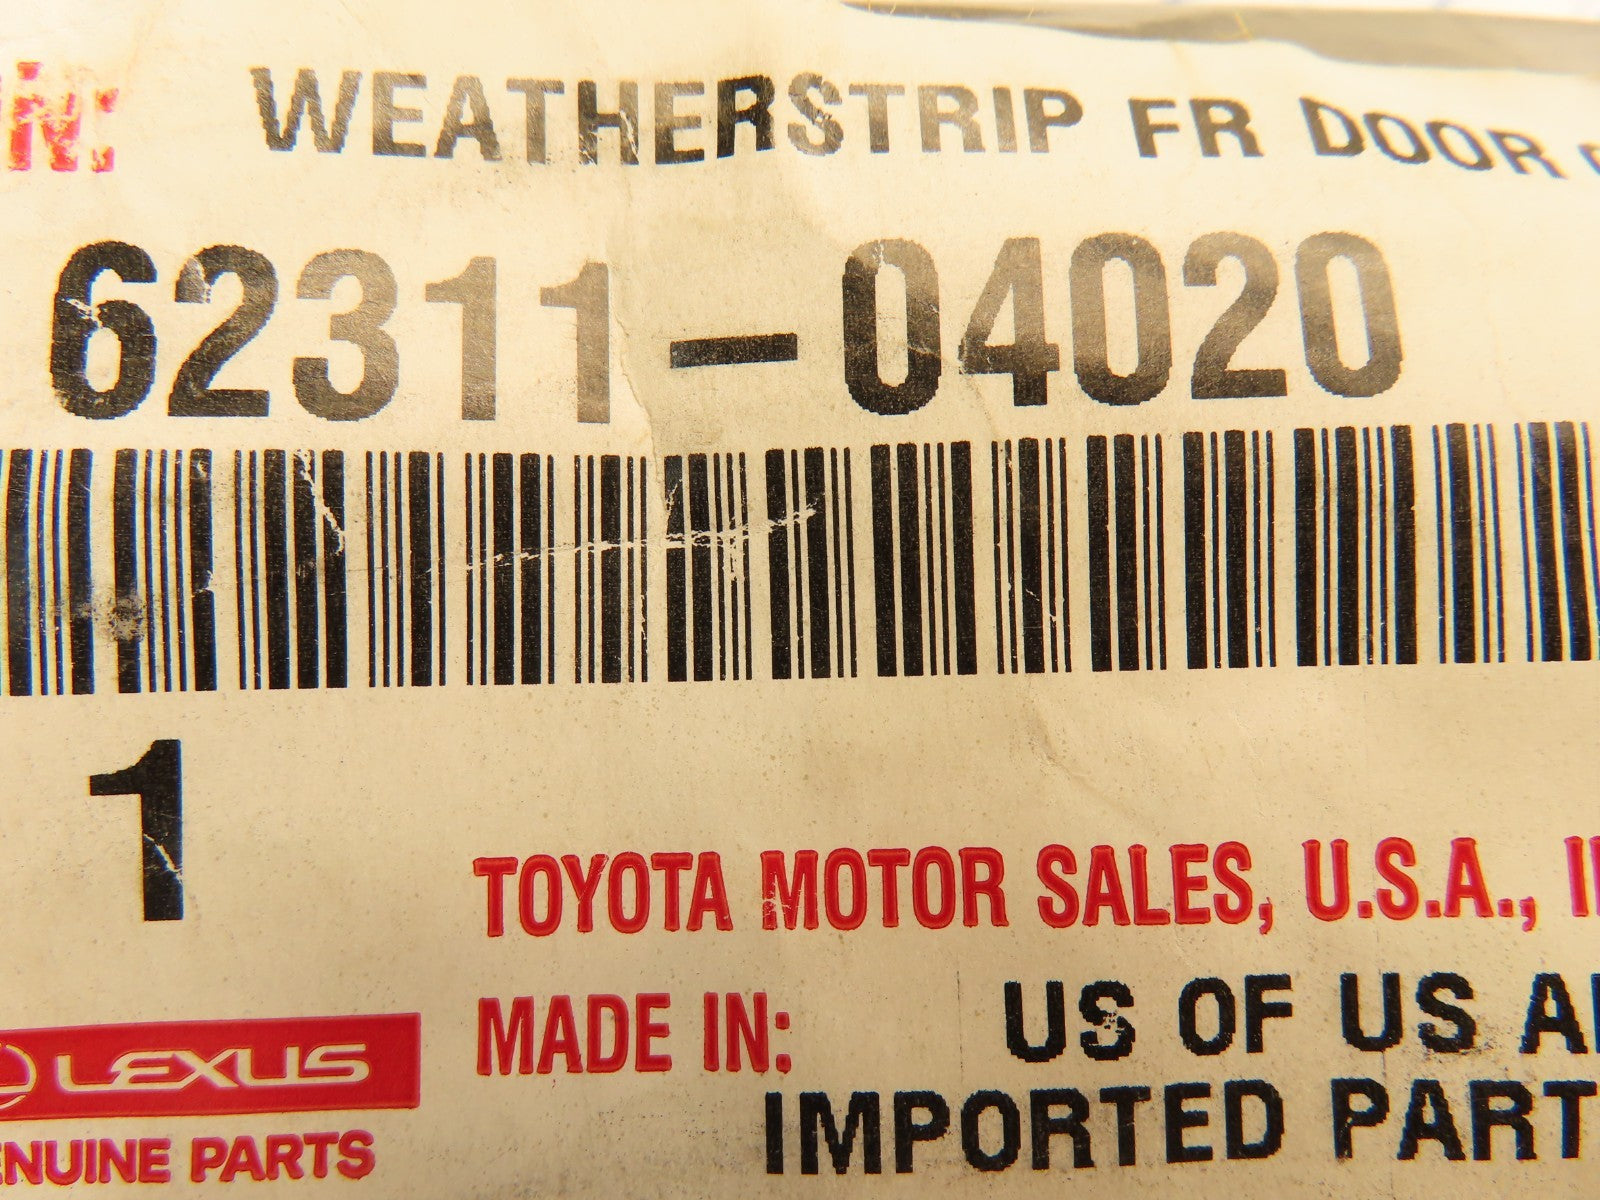 IN: WEATHERSTRIP FR DOOR
62311-04020
1
TOYOTA MOTOR SALES, U.S.A., I
LEXUS MADE IN: US OF US A
ENUINE PARTS IMPORTED PART